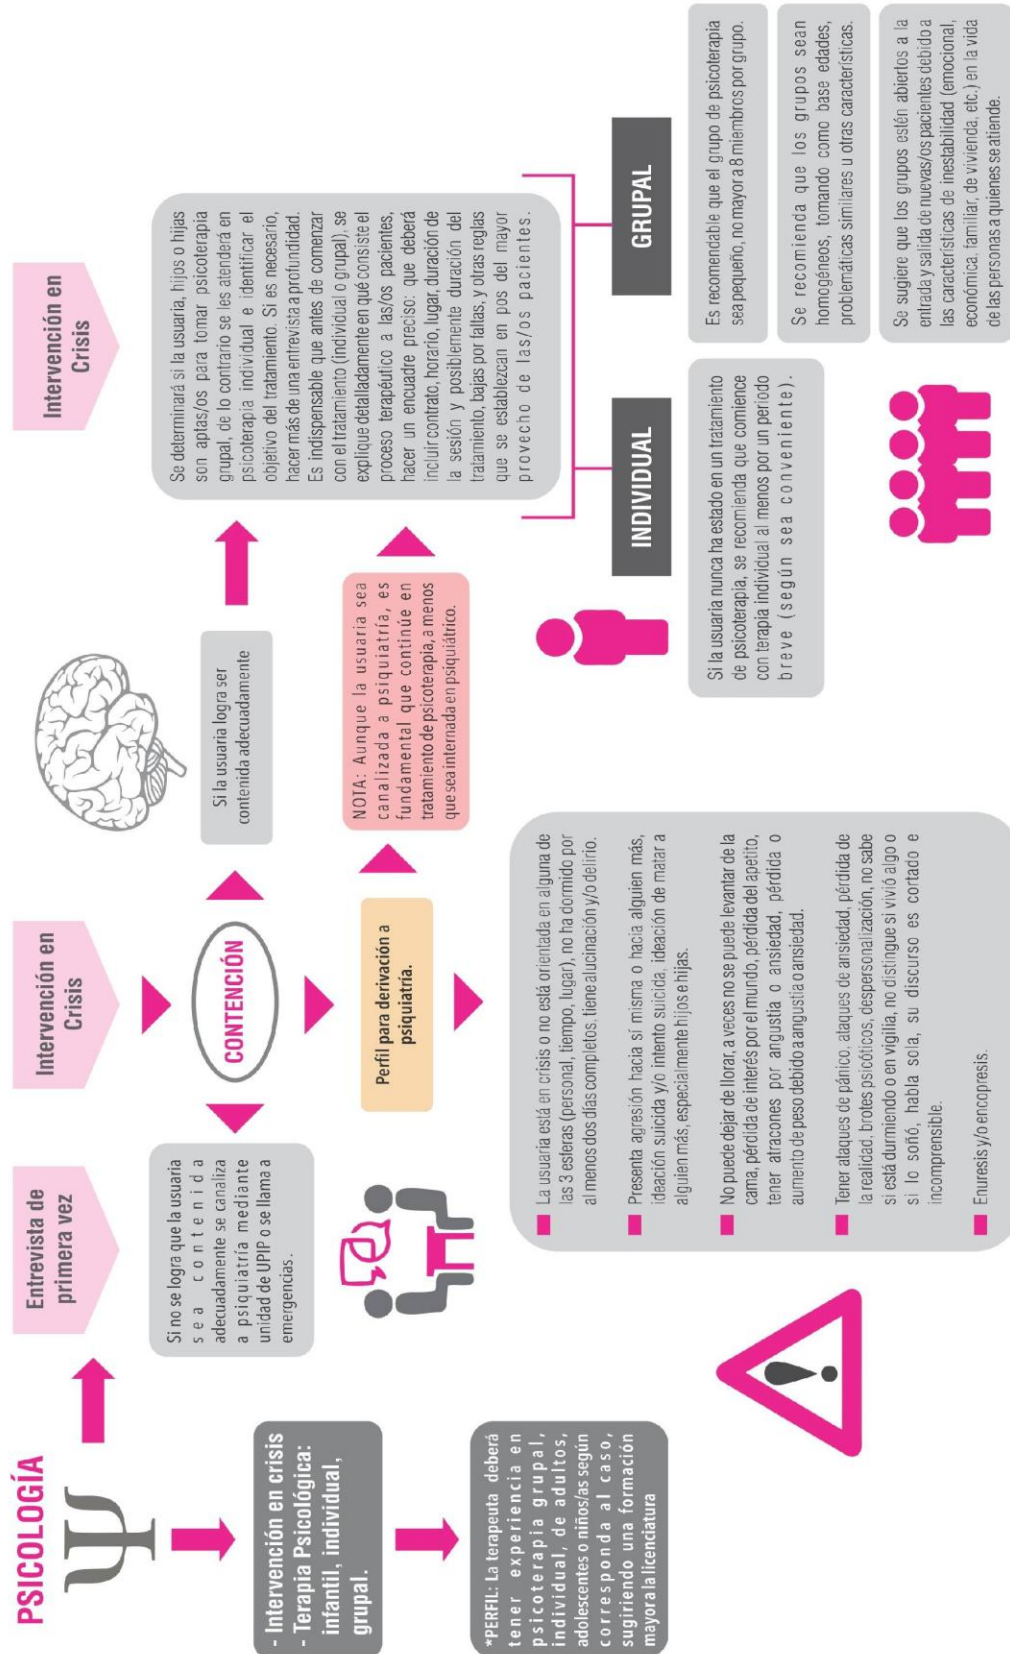 PSICOLOGÍA
- Intervención en crisis
- Terapia Psicológica:
infantil, individual,
grupal.
*PERFIL: La terapeuta deberá
tener experiencia en
psicoterapia grupal,
individual, de adultos,
adolescentes o niños/as según
corresponda al caso,
sugiriendo una formación
mayor a la licenciatura
Entrevista de
primera vez
Si no se logra que la usuaria
sea contenida
adecuadamente se canaliza
a psiquiatría mediante
unidad de UPIP o se llama a
emergencias.
Intervención en
Crisis
CONTENCIÓN
Perfil para derivación a
psiquiatría.
La usuaria está en crisis o no está orientada en alguna de
las 3 esferas (personal, tiempo, lugar), no ha dormido por
al menos dos días completos, tiene alucinación y/o delirio.
Presenta agresión hacia sí misma o hacia alguien más,
ideación suicida y/o intento suicida, ideación de matar a
alguien más, especialmente hijos e hijas.
No puede dejar de llorar, a veces no se puede levantar de la
cama, pérdida de interés por el mundo, pérdida del apetito,
tener atracones por angustia o ansiedad, pérdida o
aumento de peso debido a angustia o ansiedad.
Tener ataques de pánico, ataques de ansiedad, pérdida de
la realidad, brotes psicóticos, despersonalización, no sabe
si está durmiendo o en vigilia, no distingue si vivió algo o
si lo soñó, habla sola, su discurso es cortado e
incomprensible.
Enuresis y/o encopresis.
Si la usuaria logra ser
contenida adecuadamente
NOTA: Aunque la usuaria sea
canalizada a psiquiatría, es
fundamental que continúe en
tratamiento de psicoterapia, a menos
que sea internada en psiquiátrico.
Intervención en
Crisis
Se determinará si la usuaria, hijos o hijas
son aptas/os para tomar psicoterapia
grupal, de lo contrario se les atenderá en
psicoterapia individual e identificar el
objetivo del tratamiento. Si es necesario,
hacer más de una entrevista a profundidad.
Es indispensable que antes de comenzar
con el tratamiento (individual o grupal), se
explique detalladamente en qué consiste el
proceso terapéutico a las/os pacientes,
hacer un encuadre preciso: que deberá
incluir contrato, horario, lugar, duración de
la sesión y posiblemente duración del
tratamiento, bajas por faltas, y otras reglas
que se establezcan en pos del mayor
provecho de las/os pacientes.
INDIVIDUAL
Si la usuaria nunca ha estado en un tratamiento
de psicoterapia, se recomienda que comience
con terapia individual al menos por un periodo
breve (según sea conveniente).
GRUPAL
Es recomendable que el grupo de psicoterapia
sea pequeño, no mayor a 8 miembros por grupo.
Se recomienda que los grupos sean
homogéneos, tomando como base edades,
problemáticas similares u otras características.
Se sugiere que los grupos estén abiertos a la
entrada y salida de nuevas/os pacientes debido a
las características de inestabilidad (emocional,
económica, familiar, de vivienda, etc.) en la vida
de las personas a quienes se atiende.